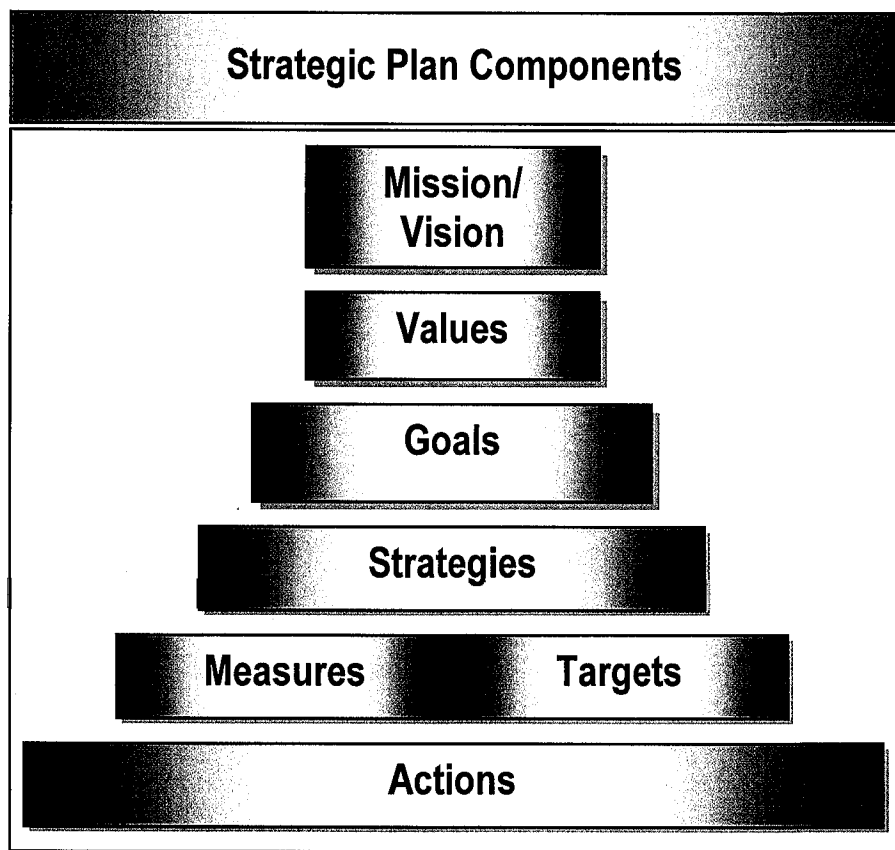 Strategic Plan Components
Mission/
Vision
Values
Goals
Strategies
Measures Targets
Actions